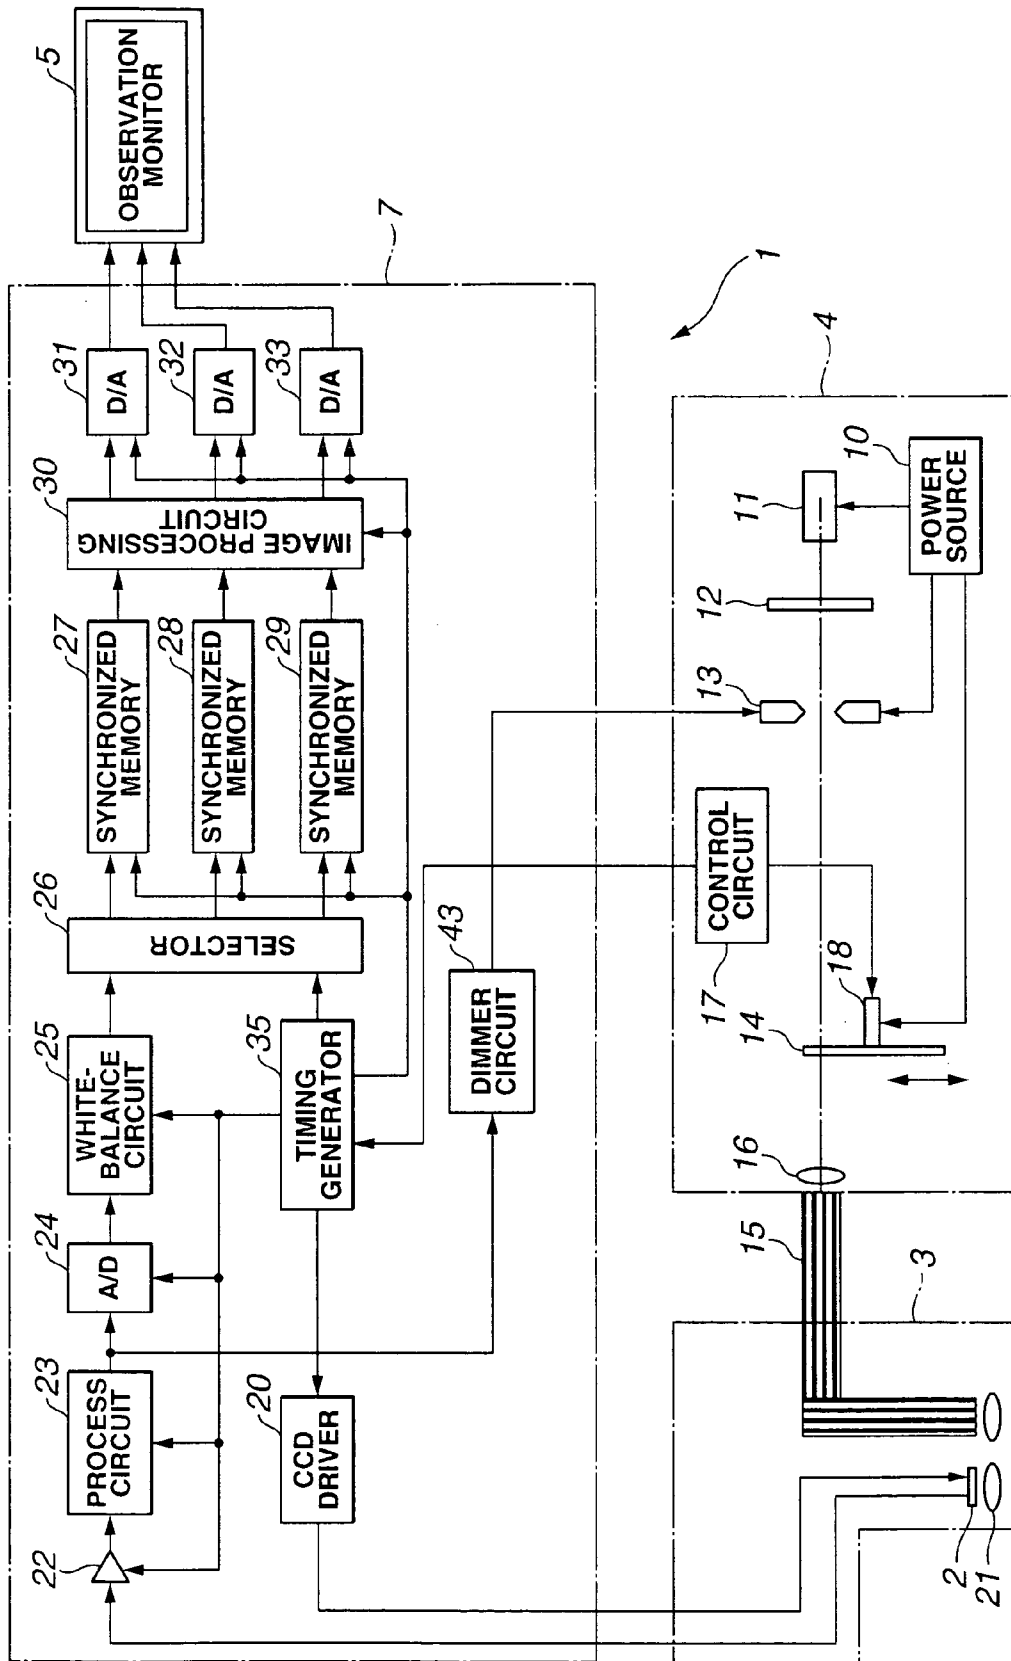 5
OBSERVATION
MONITOR
7
31
D/A
32
D/A
33
D/A
30
IMAGE PROCESSING
CIRCUIT
27
SYNCHRONIZED
MEMORY
28
SYNCHRONIZED
MEMORY
29
SYNCHRONIZED
MEMORY
26
SELECTOR
25
WHITE-
BALANCE
CIRCUIT
35
TIMING
GENERATOR
43
DIMMER
CIRCUIT
24
A/D
23
PROCESS
CIRCUIT
20
CCD
DRIVER
22
1
4
10
POWER
SOURCE
11
12
13
CONTROL
CIRCUIT
17
18
14
16
15
3
2
21